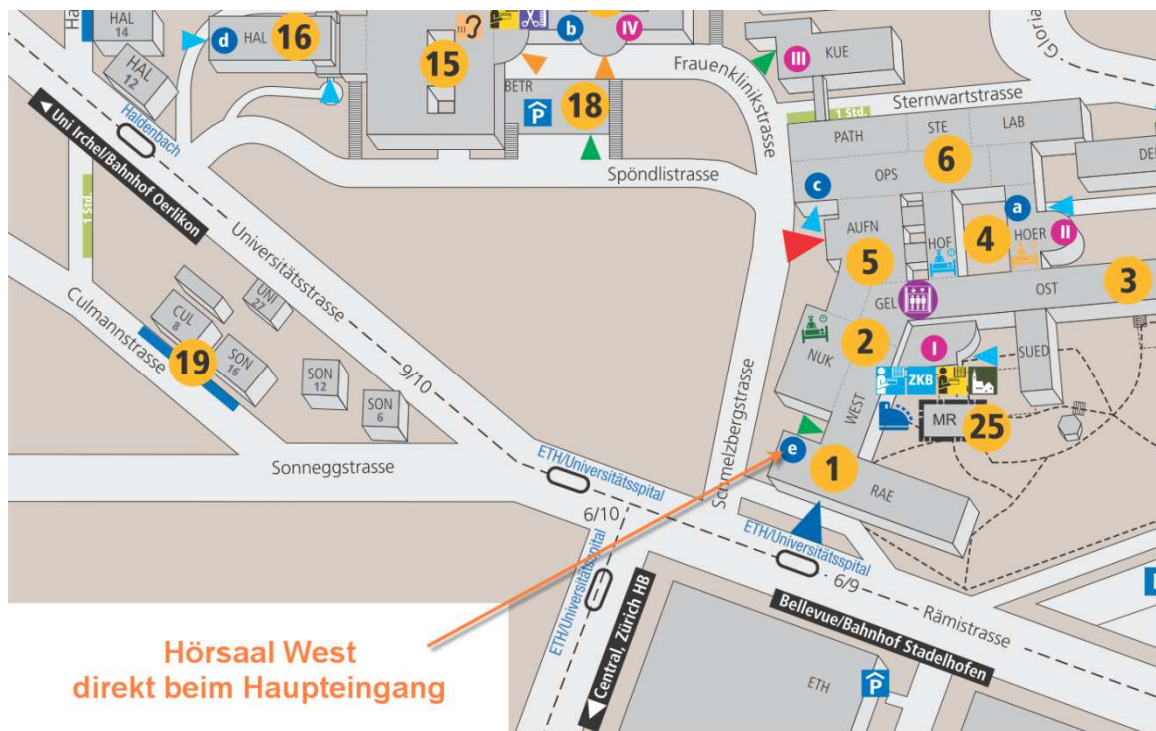 HAL
14
HAL
12
d
HAL
16
15
b
IV
BETR
P
18
Frauenklinikstrasse
III
KUE
Gloria
Sternwartstrasse
1 Std.
PATH
STE
LAB
6
OPS
c
DE
a
AUFN
HOF
4
HOER
II
5
GEL
OST
3
Haldenbach
Uni Irchel/Bahnhof Oerlikon
1 Std.
Spöndlistrasse
Universitätsstrasse
Culmannstrasse
UNI
27
CUL
8
19
SON
16
SON
12
SON
6
9/10
Schmelzbergstrasse
NUK
2
I
SUED
ZKB
WEST
MR
25
e
1
RAE
Sonneggstrasse
ETH/Universitätsspital
6/10
ETH/Universitätsspital
6/9
Rämistrasse
ETH/Universitätsspital
Bellevue/Bahnhof Stadelhofen
Central, Zürich HB
ETH
P
Hörsaal West
direkt beim Haupteingang